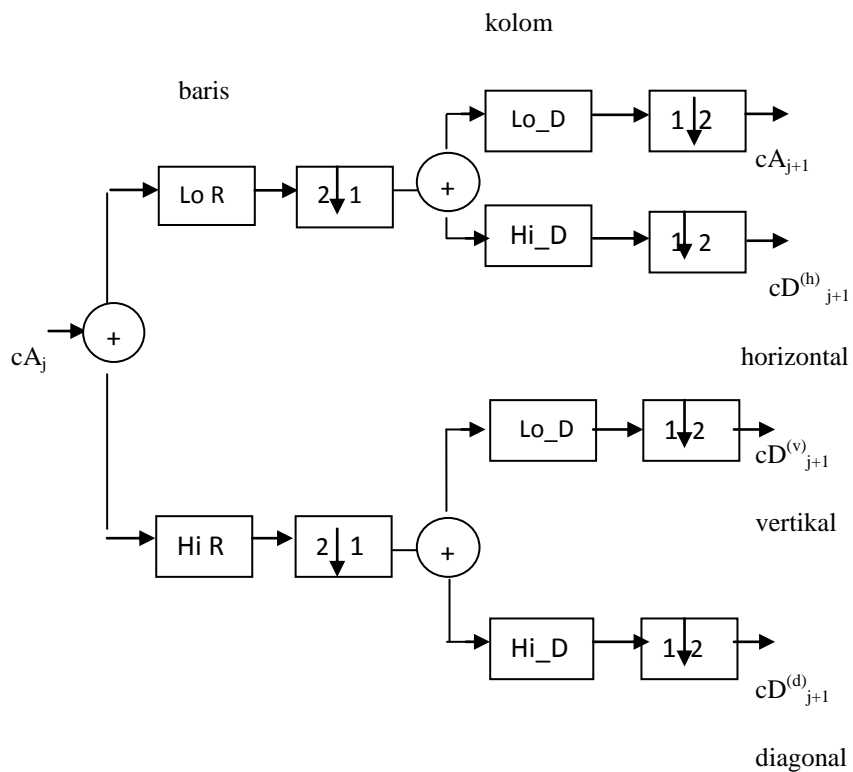 kolom
baris
Lo_D
1 2
cA_{j+1}
Lo R
2 1
+
Hi_D
1 2
cD^{(h)}_{j+1}
+
cA_j
horizontal
Lo_D
1 2
cD^{(v)}_{j+1}
vertikal
Hi R
2 1
+
Hi_D
1 2
cD^{(d)}_{j+1}
diagonal